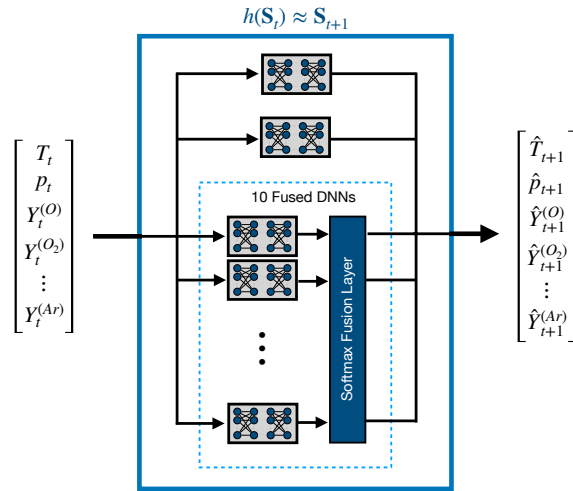 h(S_t) ≈ S_{t+1}
T_t
p_t
Y_t^{(O)}
Y_t^{(O_2)}
⋮
Y_t^{(Ar)}
10 Fused DNNs
Softmax Fusion Layer
T̂_{t+1}
p̂_{t+1}
Ŷ_{t+1}^{(O)}
Ŷ_{t+1}^{(O_2)}
⋮
Ŷ_{t+1}^{(Ar)}